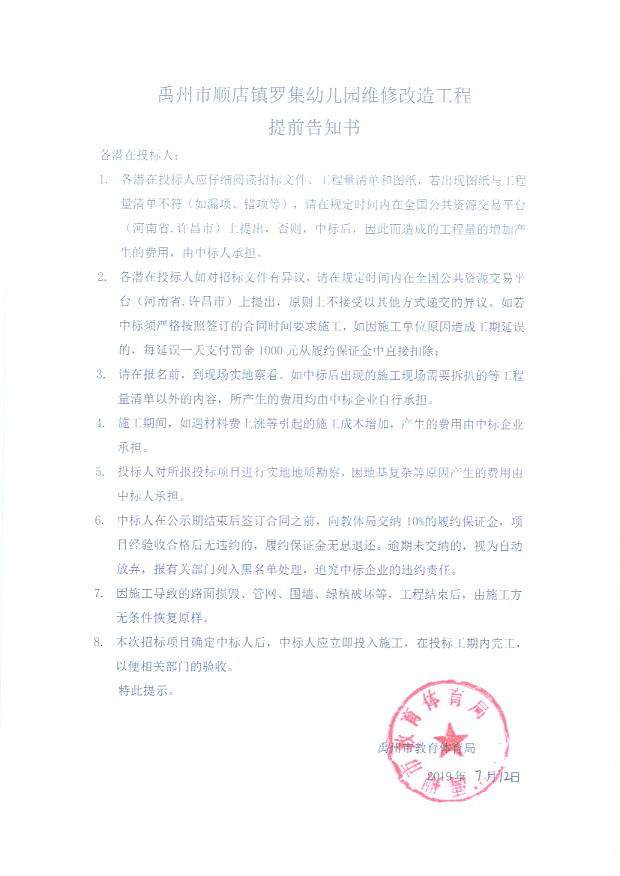 禹州市顺店镇罗集幼儿园维修改造工程
提前告知书
各潜在投标人：
1. 各潜在投标人应仔细阅读招标文件、工程量清单和图纸，若出现图纸与工程
量清单不符（如漏项、错项等），请在规定时间内在全国公共资源交易平台
（河南省.许昌市）上提出，否则，中标后，因此而造成的工程量的增加产
生的费用，由中标人承担。
2. 各潜在投标人如对招标文件有异议，请在规定时间内在全国公共资源交易平
台（河南省.许昌市）上提出，原则上不接受以其他方式递交的异议。如若
中标须严格按照签订的合同时间要求施工，如因施工单位原因造成工期延误
的，每延误一天支付罚金1000元从履约保证金中直接扣除；
3. 请在报名前，到现场实地察看。如中标后出现的施工现场需要拆扒的等工程
量清单以外的内容，所产生的费用均由中标企业自行承担。
4. 施工期间，如遇材料费上涨等引起的施工成本增加，产生的费用由中标企业
承担。
5. 投标人对所报投标项目进行实地地质勘察，因地基复杂等原因产生的费用由
中标人承担。
6. 中标人在公示期结束后签订合同之前，向教体局交纳10%的履约保证金，项
目经验收合格后无违约的，履约保证金无息退还。逾期未交纳的，视为自动
放弃，报有关部门列入黑名单处理，追究中标企业的违约责任。
7. 因施工导致的路面损毁、管网、围墙、绿植破坏等，工程结束后，由施工方
无条件恢复原样。
8. 本次招标项目确定中标人后，中标人应立即投入施工，在投标工期内完工，
以便相关部门的验收。
特此提示。
禹州市教育体育局
禹州市教育体育局
2019年7月12日